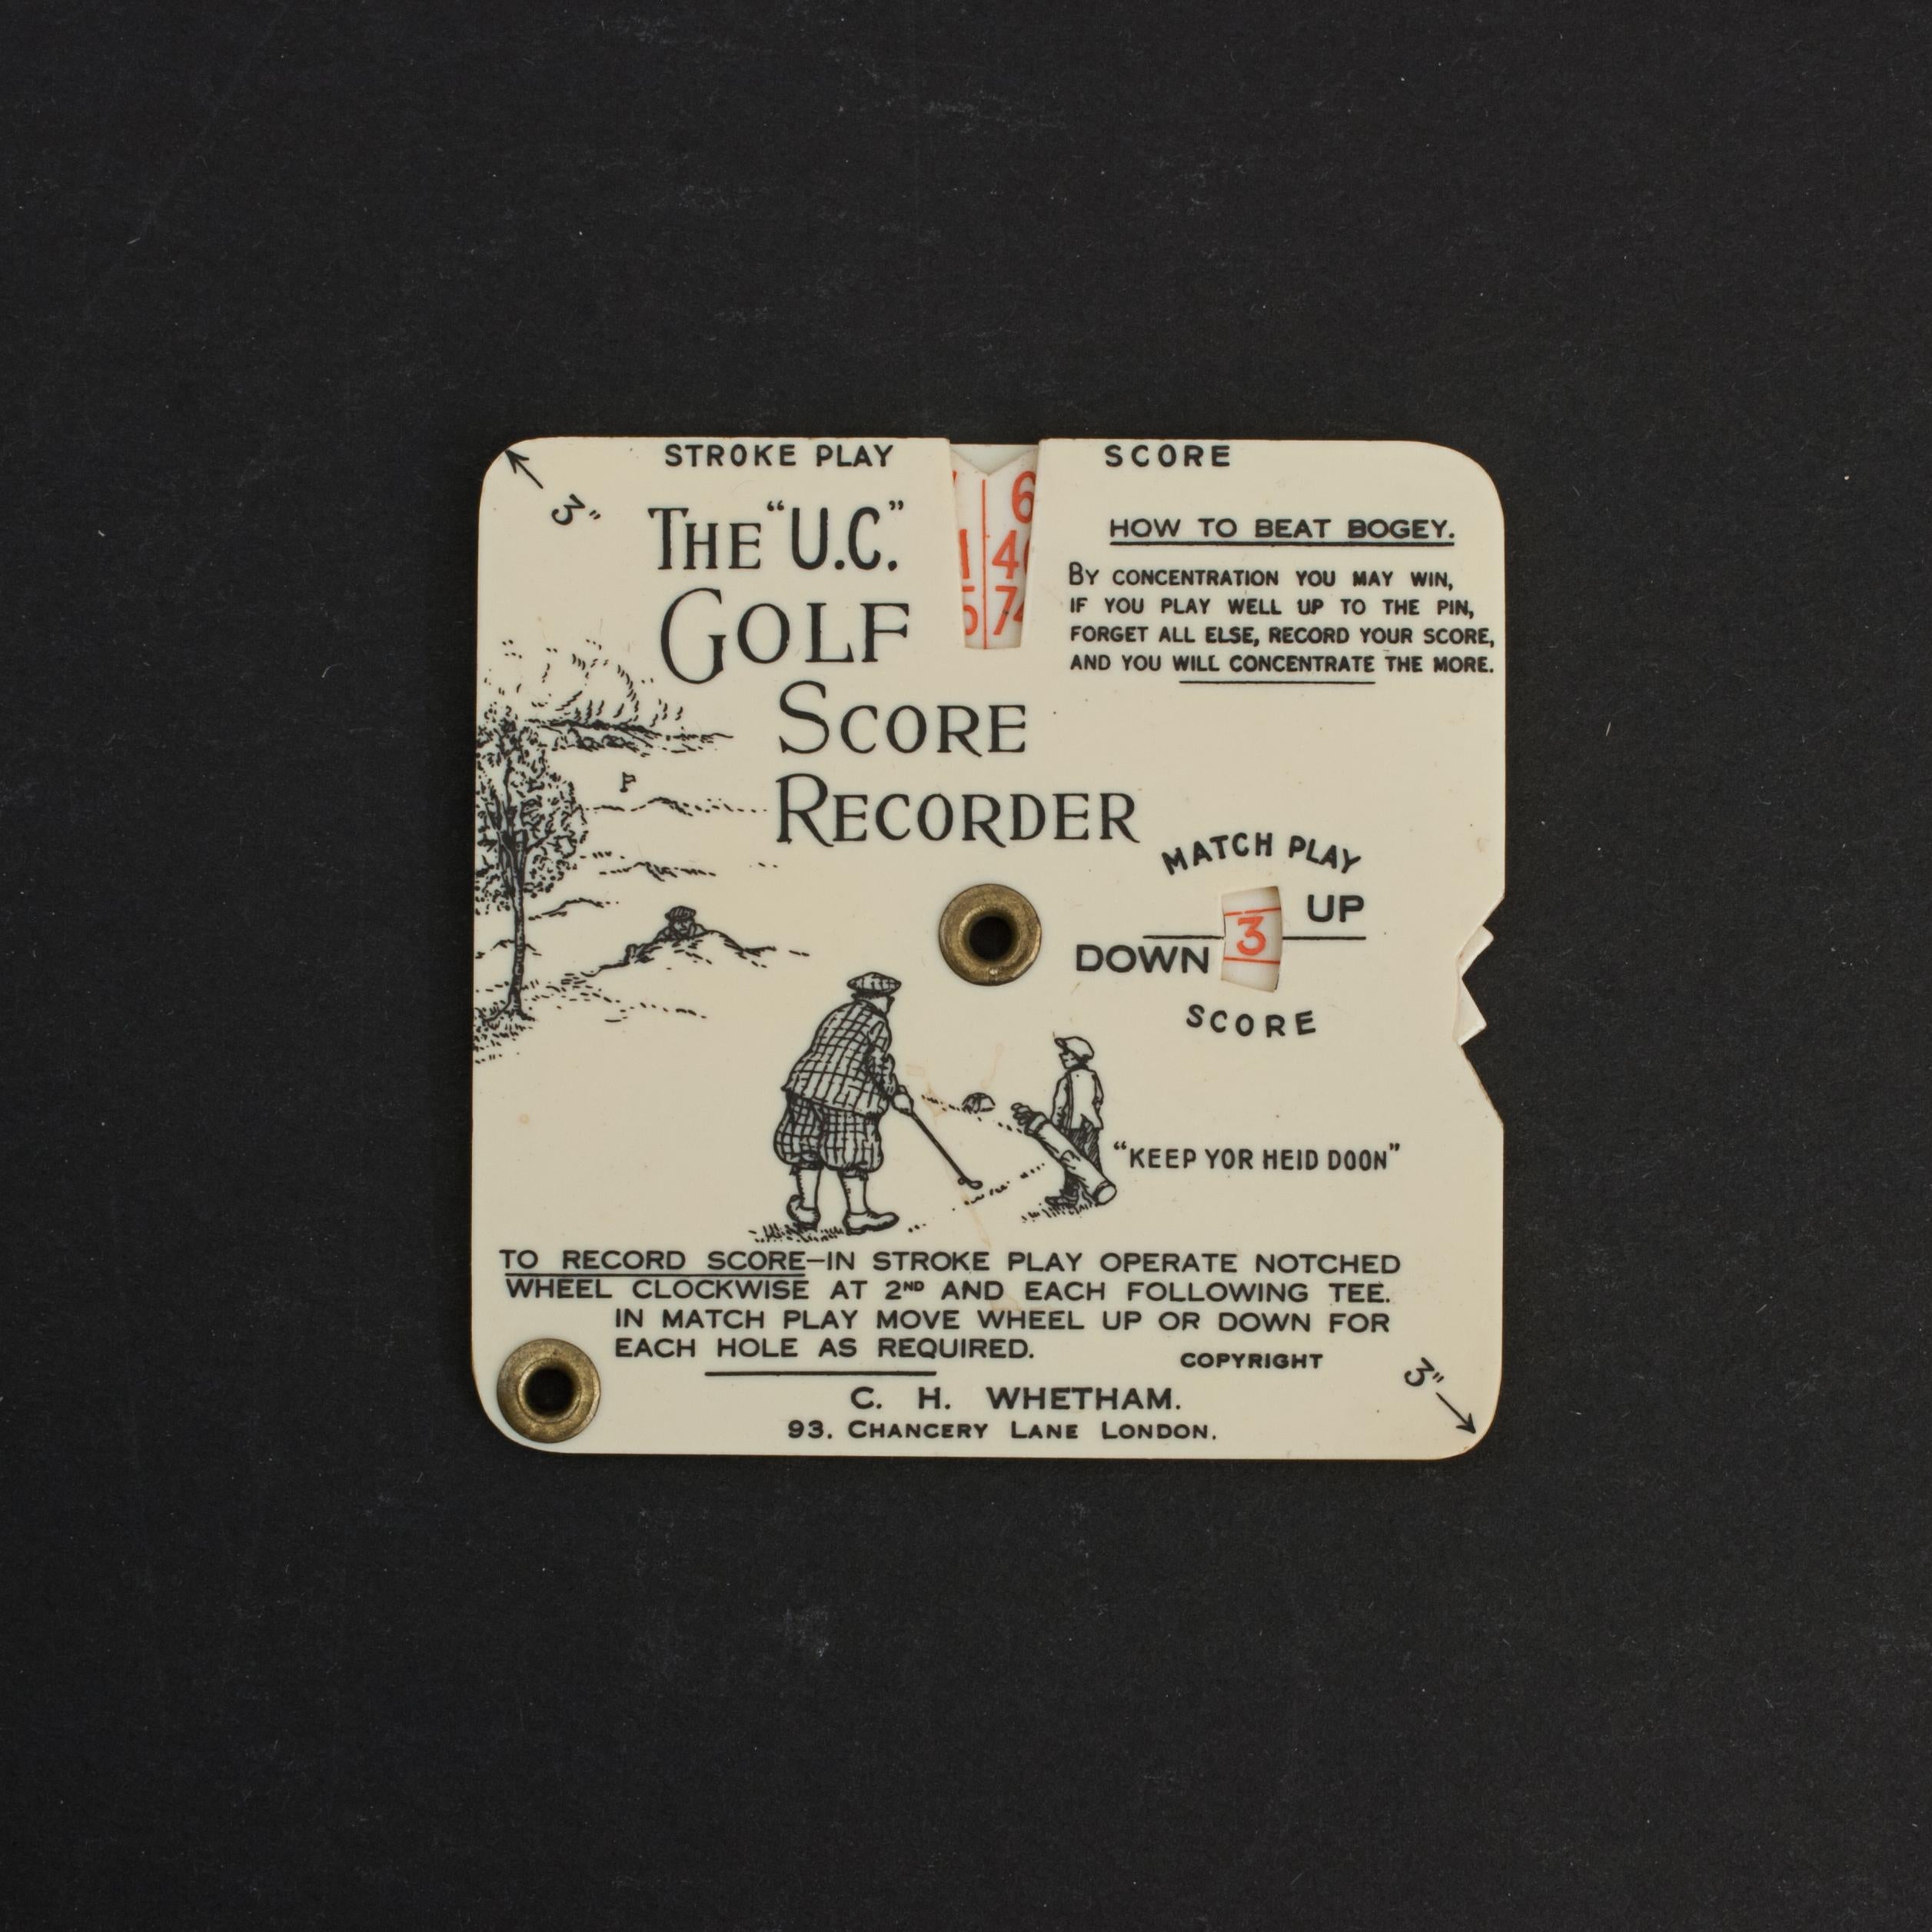 STROKE PLAY SCORE
3"
THE "U.C."
GOLF
SCORE
RECORDER
6
4
7
HOW TO BEAT BOGEY.
BY CONCENTRATION YOU MAY WIN,
IF YOU PLAY WELL UP TO THE PIN,
FORGET ALL ELSE, RECORD YOUR SCORE,
AND YOU WILL CONCENTRATE THE MORE.
MATCH PLAY
UP
3
DOWN
SCORE
"KEEP YOR HEID DOON"
TO RECORD SCORE—IN STROKE PLAY OPERATE NOTCHED
WHEEL CLOCKWISE AT 2ND AND EACH FOLLOWING TEE.
IN MATCH PLAY MOVE WHEEL UP OR DOWN FOR
EACH HOLE AS REQUIRED.
COPYRIGHT
3"
C. H. WHETHAM.
93. CHANCERY LANE LONDON.